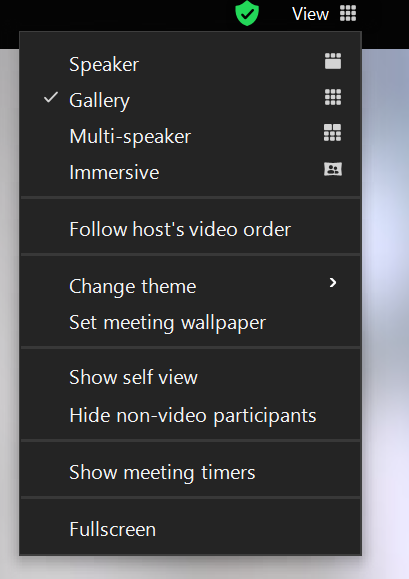 View
Speaker
Gallery
Multi-speaker
Immersive
Follow host's video order
Change theme
Set meeting wallpaper
Show self view
Hide non-video participants
Show meeting timers
Fullscreen